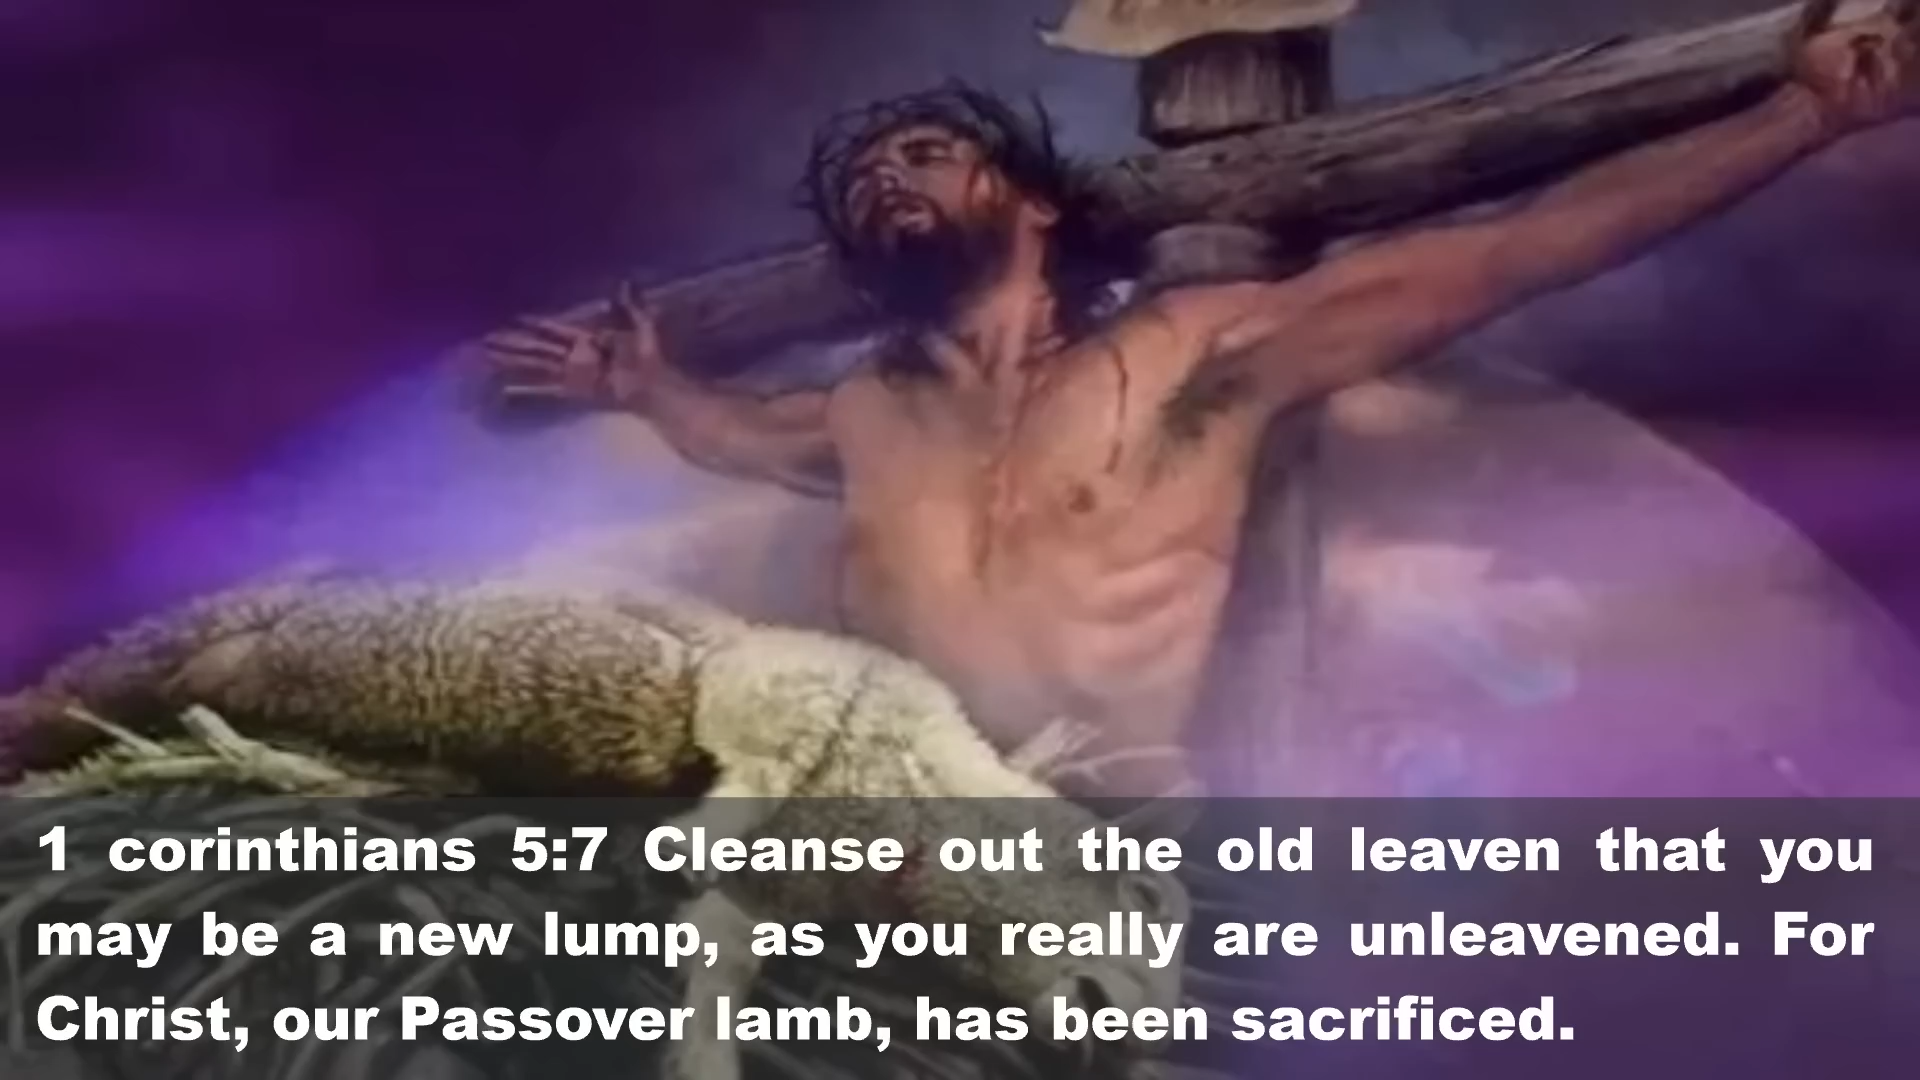 1 corinthians 5:7 Cleanse out the old leaven that you
may be a new lump, as you really are unleavened. For
Christ, our Passover lamb, has been sacrificed.